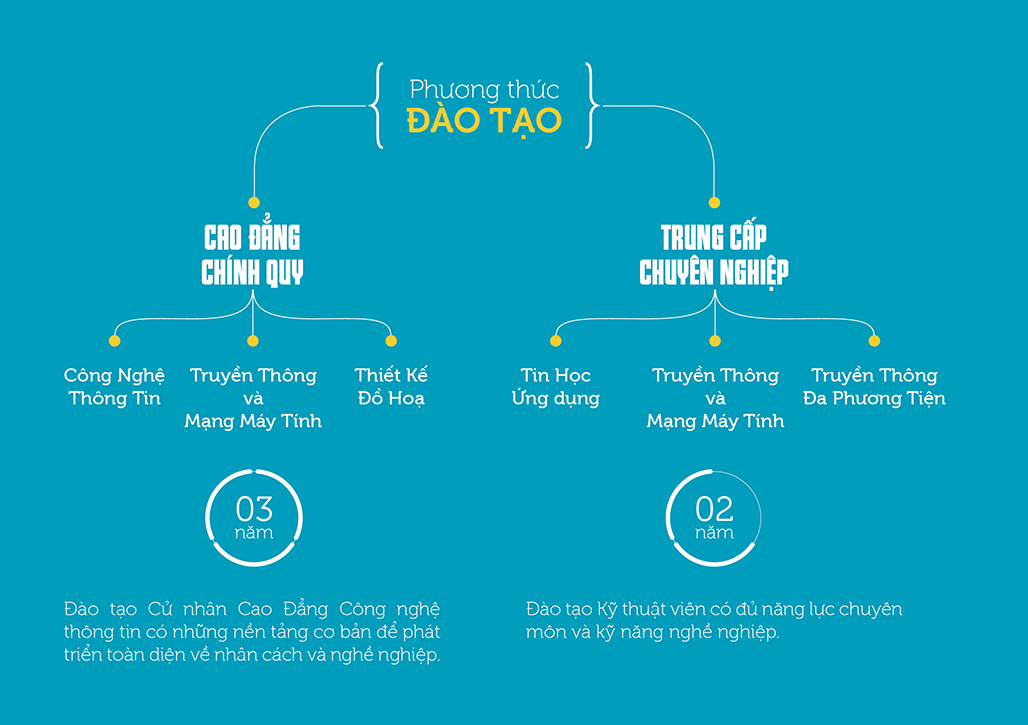 Phương thức
ĐÀO TẠO
CAO ĐẲNG
CHÍNH QUY
Công Nghệ
Thông Tin
Truyền Thông
và
Mạng Máy Tính
Thiết Kế
Đồ Hoạ
03
năm
Đào tạo Cử nhân Cao Đẳng Công nghệ
thông tin có những nền tảng cơ bản để phát
triển toàn diện về nhân cách và nghề nghiệp.
TRUNG CẤP
CHUYÊN NGHIỆP
Tin Học
Ứng dụng
Truyền Thông
và
Mạng Máy Tính
Truyền Thông
Đa Phương Tiện
02
năm
Đào tạo Kỹ thuật viên có đủ năng lực chuyên
môn và kỹ năng nghề nghiệp.